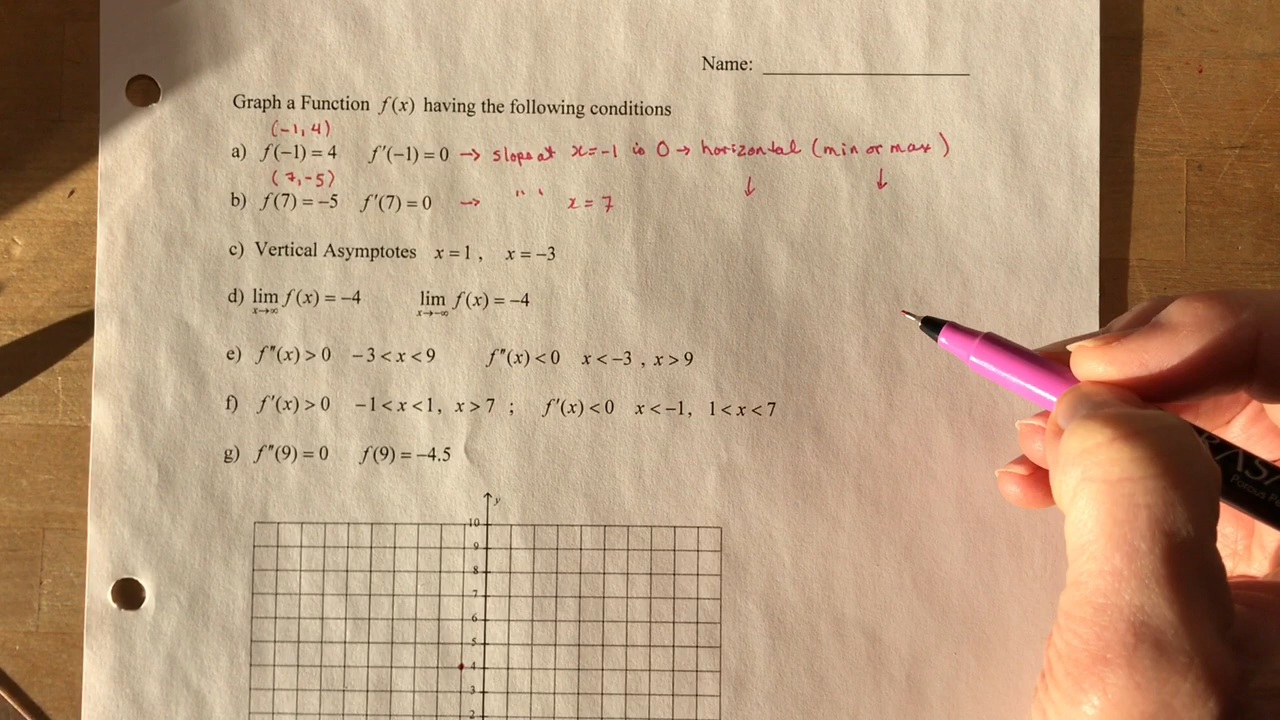 Name: ____________________
Graph a Function f(x) having the following conditions
(-1, 4)
a) f(−1) = 4 f′(−1) = 0 → slope at x = -1 is 0 → horizontal (min or max)
(7, -5) ↓ ↓
b) f(7) = −5 f′(7) = 0 → " " x = 7
c) Vertical Asymptotes x = 1 , x = −3
d) lim x→∞ f(x) = −4 lim x→−∞ f(x) = −4
e) f″(x) > 0 −3 < x < 9 f″(x) < 0 x < −3 , x > 9
f) f′(x) > 0 −1 < x < 1, x > 7 ; f′(x) < 0 x < −1, 1 < x < 7
g) f″(9) = 0 f(9) = −4.5
y
10
9
8
7
6
5
4
3
2